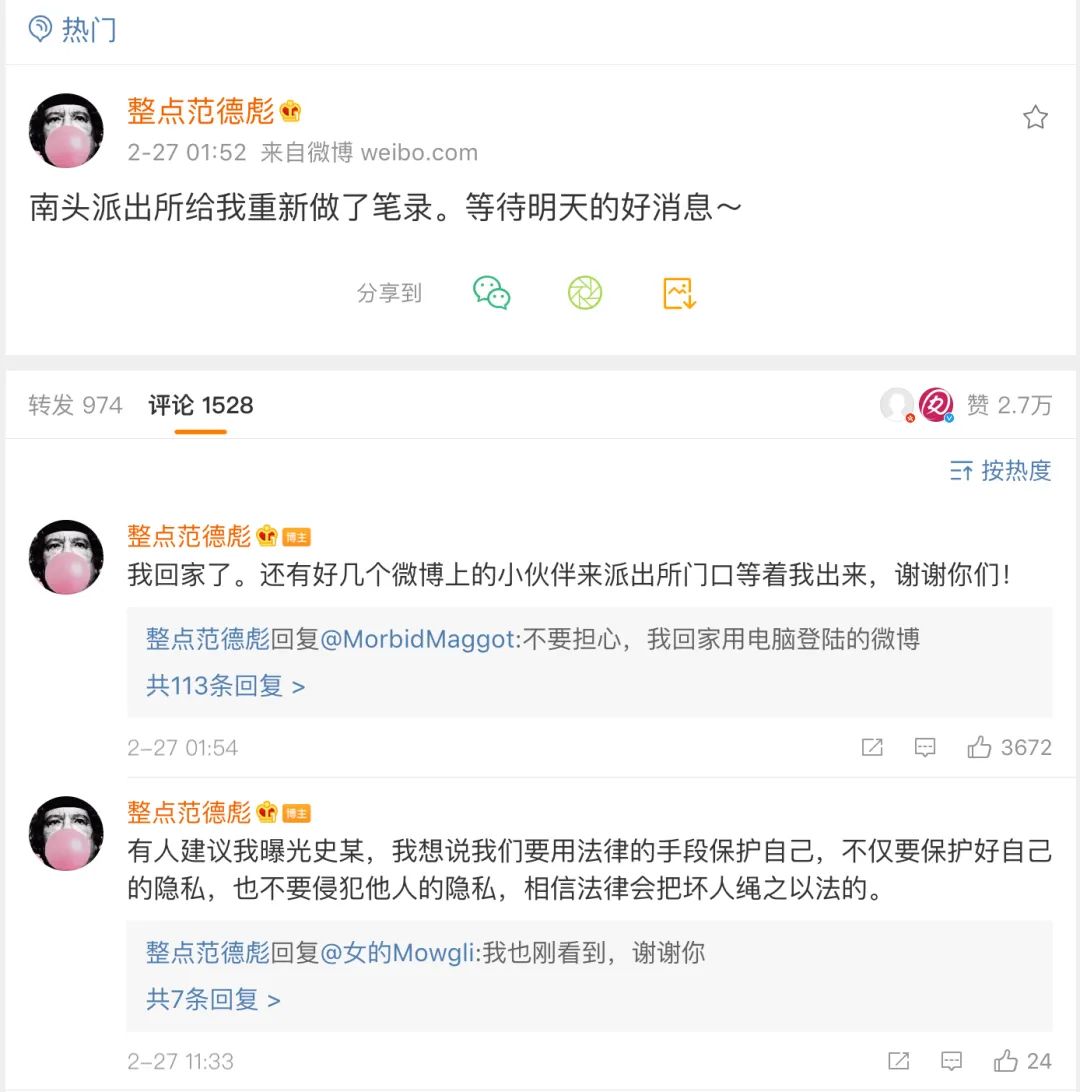 热门
整点范德彪
2-27 01:52 来自微博 weibo.com
南头派出所给我重新做了笔录。等待明天的好消息～
分享到
转发 974 评论 1528 赞 2.7万
按热度
整点范德彪 博主
我回家了。还有好几个微博上的小伙伴来派出所门口等着我出来，谢谢你们！
整点范德彪回复@MorbidMaggot:不要担心，我回家用电脑登陆的微博
共113条回复 >
2-27 01:54 3672
整点范德彪 博主
有人建议我曝光史某，我想说我们要用法律的手段保护自己，不仅要保护好自己
的隐私，也不要侵犯他人的隐私，相信法律会把坏人绳之以法的。
整点范德彪回复@女的Mowgli:我也刚看到，谢谢你
共7条回复 >
2-27 11:33 24